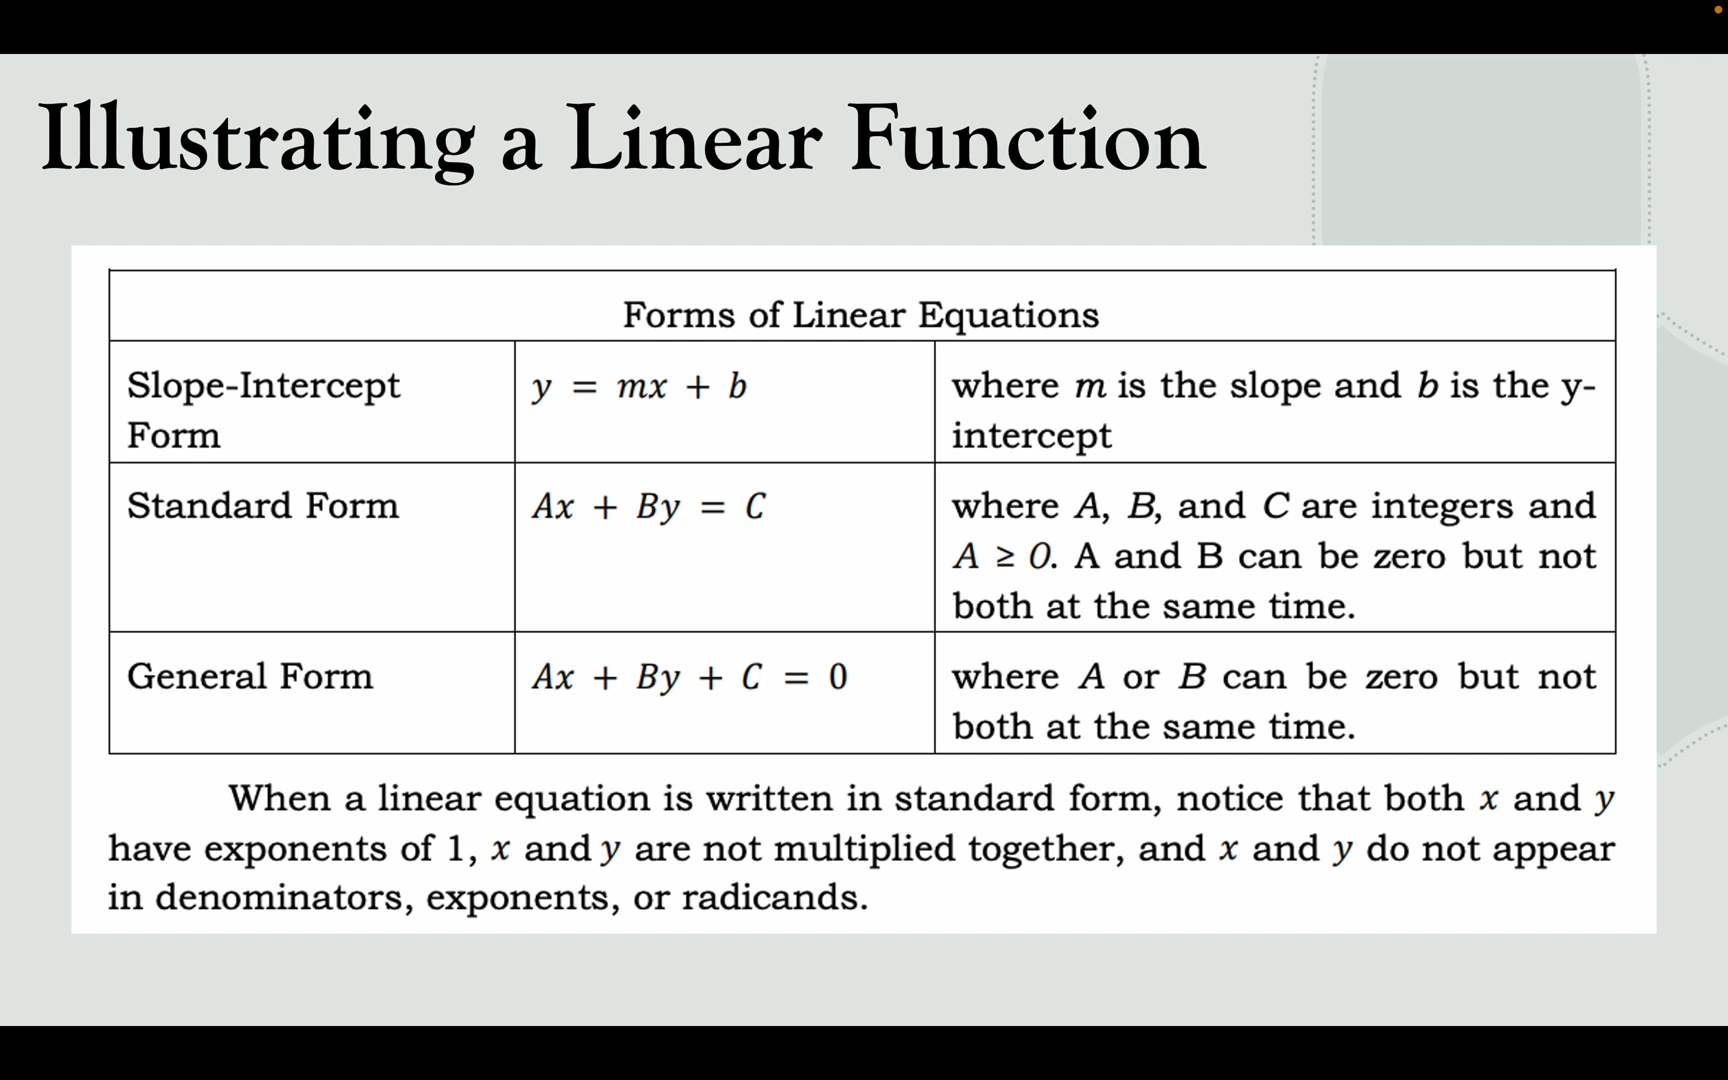 Illustrating a Linear Function
Forms of Linear Equations
Slope-Intercept Form
y = mx + b
where m is the slope and b is the y-
intercept
Standard Form
Ax + By = C
where A, B, and C are integers and
A ≥ 0. A and B can be zero but not
both at the same time.
General Form
Ax + By + C = 0
where A or B can be zero but not
both at the same time.
When a linear equation is written in standard form, notice that both x and y
have exponents of 1, x and y are not multiplied together, and x and y do not appear
in denominators, exponents, or radicands.